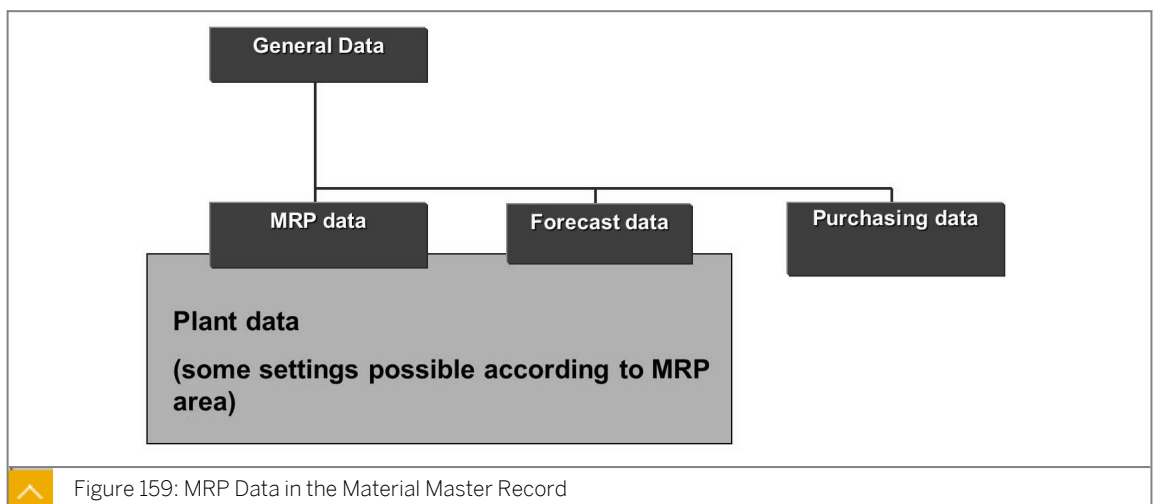 General Data
MRP data
Forecast data
Purchasing data
Plant data
(some settings possible according to MRP
area)
Figure 159: MRP Data in the Material Master Record